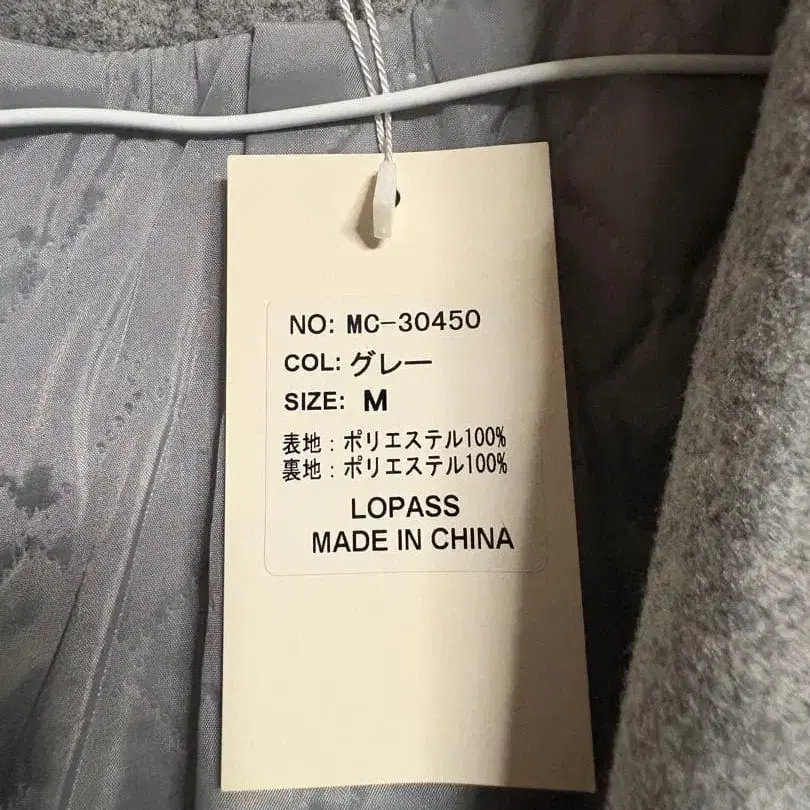 NO: MC-30450
COL: グレー
SIZE: M
表地：ポリエステル100%
裏地：ポリエステル100%
LOPASS
MADE IN CHINA